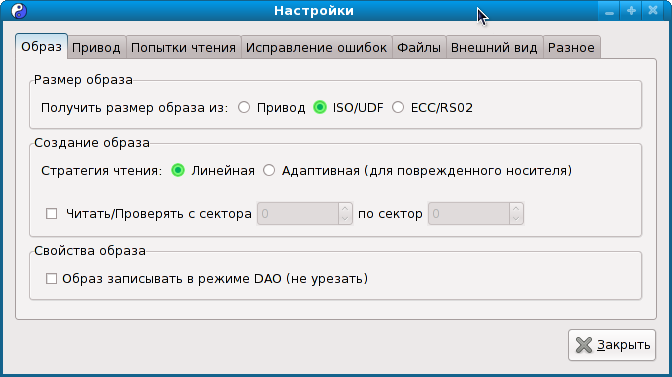 Настройки
Образ Привод Попытки чтения Исправление ошибок Файлы Внешний вид Разное
Размер образа
Получить размер образа из: Привод ISO/UDF ECC/RS02
Создание образа
Стратегия чтения: Линейная Адаптивная (для поврежденного носителя)
Читать/Проверять с сектора 0 по сектор 0
Свойства образа
Образ записывать в режиме DAO (не урезать)
Закрыть